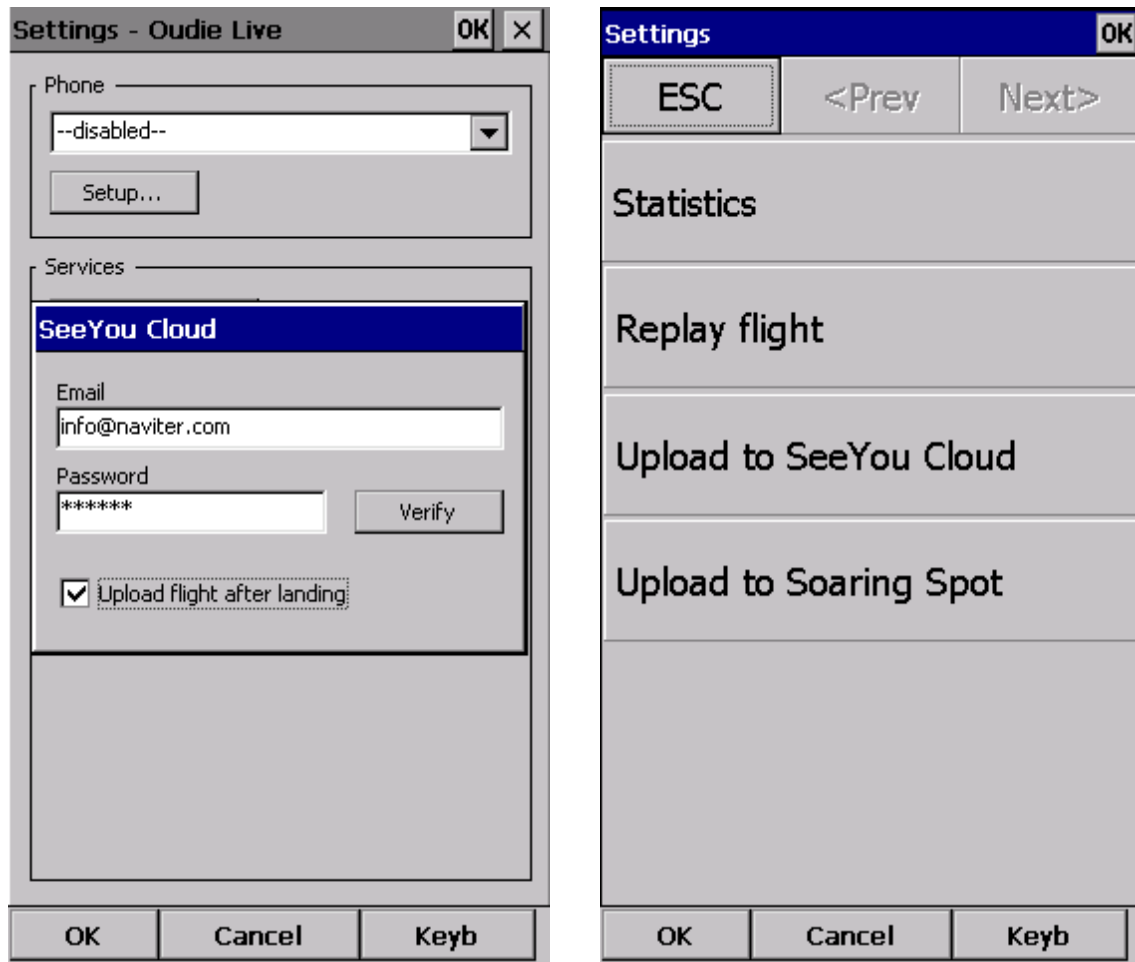 Settings - Oudie Live OK ×
Phone
--disabled--
Setup...
Services
SeeYou Cloud
Email
info@naviter.com
Password
******
Verify
Upload flight after landing
OK Cancel Keyb
Settings OK
ESC <Prev Next>
Statistics
Replay flight
Upload to SeeYou Cloud
Upload to Soaring Spot
OK Cancel Keyb